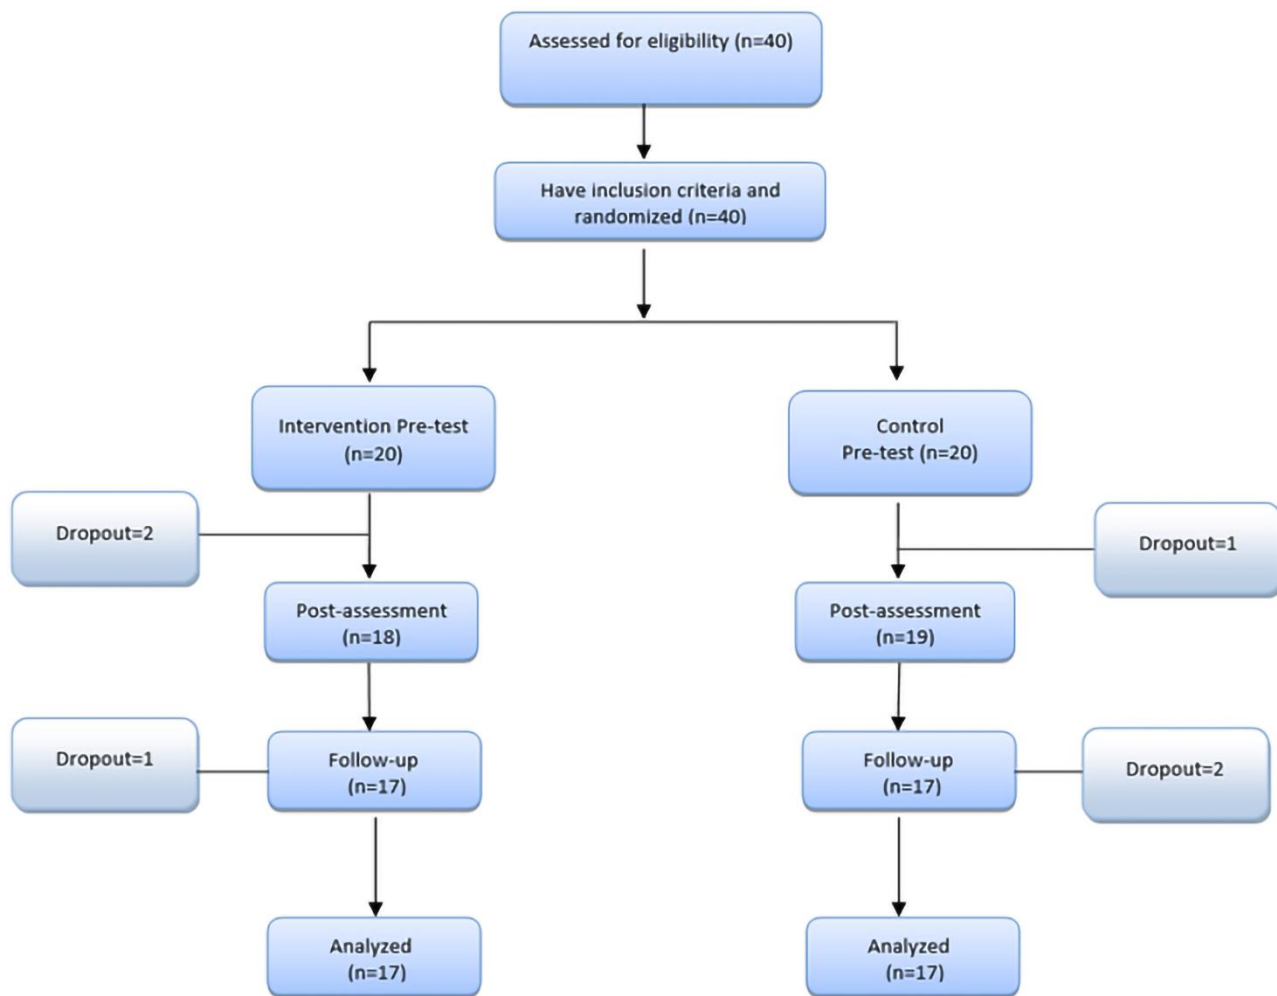 Assessed for eligibility (n=40)
Have inclusion criteria and
randomized (n=40)
Intervention Pre-test
(n=20)
Control
Pre-test (n=20)
Dropout=2
Dropout=1
Post-assessment
(n=18)
Post-assessment
(n=19)
Dropout=1
Follow-up
(n=17)
Follow-up
(n=17)
Dropout=2
Analyzed
(n=17)
Analyzed
(n=17)